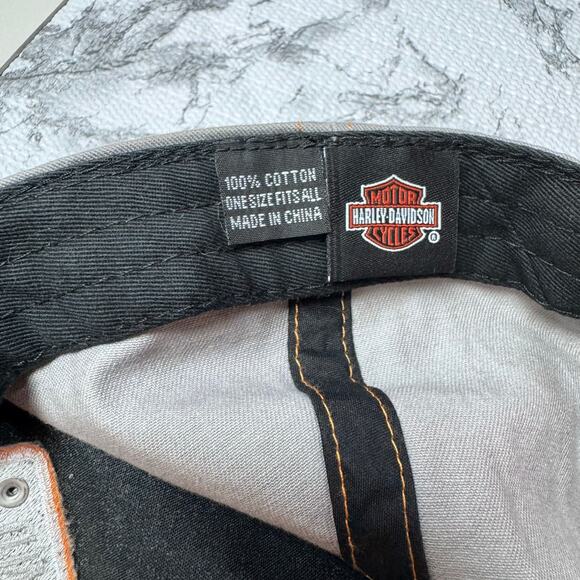 100% COTTON
ONE SIZE FITS ALL
MADE IN CHINA
MOTOR
HARLEY-DAVIDSON
CYCLES
®